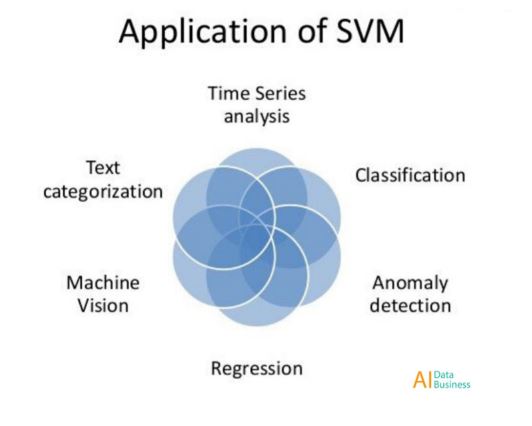 Application of SVM
Time Series
analysis
Text
categorization
Classification
Machine
Vision
Anomaly
detection
Regression
AI Data
Business